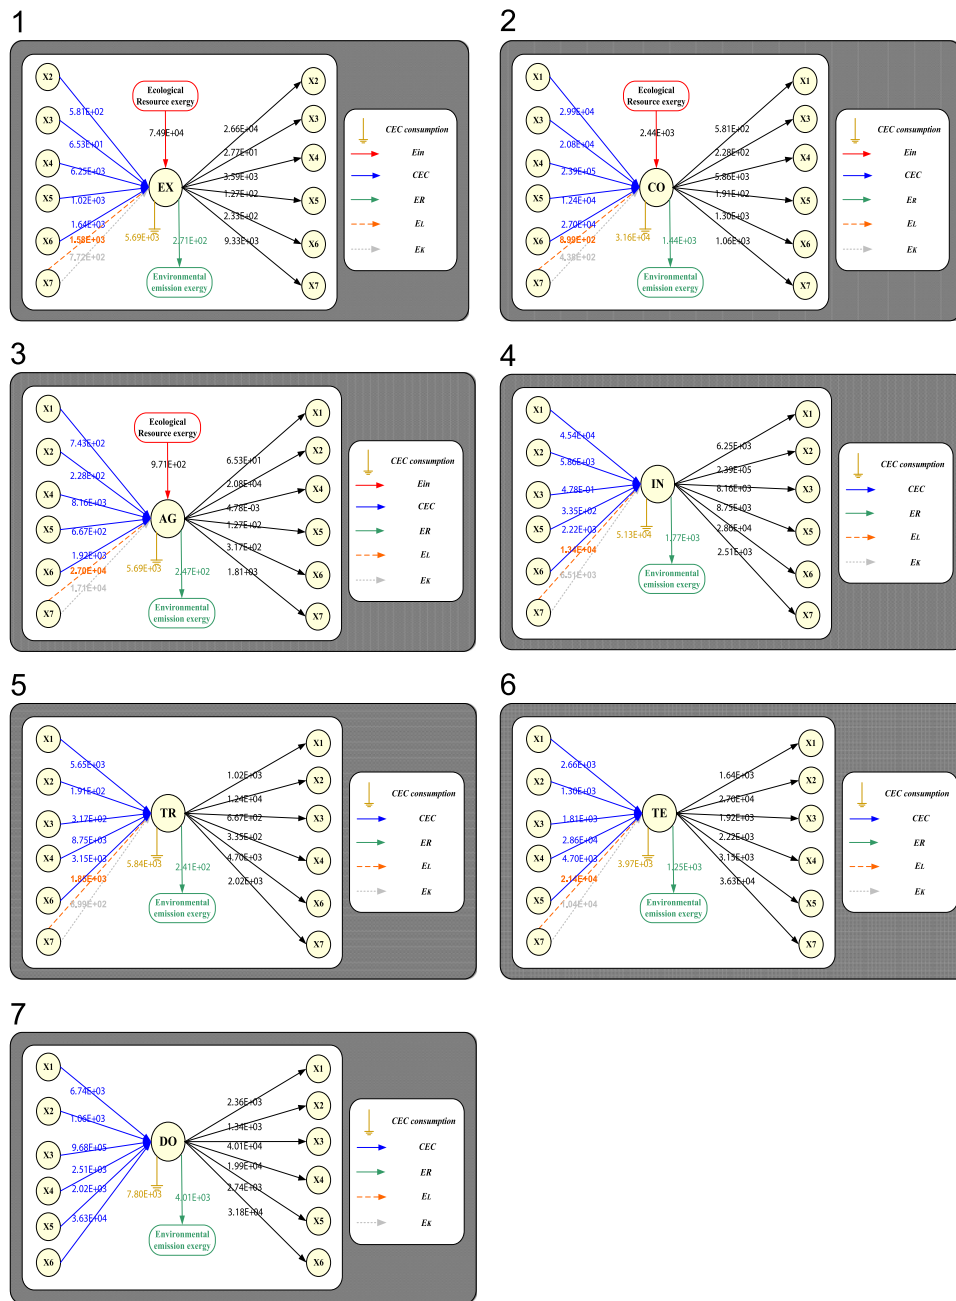 1
X2
X3
X4
X5
X6
X7
5.81E+02
6.53E+01
6.25E+03
1.02E+03
1.64E+03
1.58E+03
7.72E+02
Ecological
Resource exergy
7.49E+04
EX
5.69E+03
2.71E+02
Environmental
emission exergy
2.66E+04
2.77E+01
3.59E+03
1.27E+02
2.33E+02
9.33E+03
X2
X3
X4
X5
X6
X7
CEC consumption
Ein
CEC
ER
EL
EK
2
X1
X3
X4
X5
X6
X7
2.99E+04
2.08E+04
2.39E+05
1.24E+04
2.70E+04
8.99E+02
4.38E+02
Ecological
Resource exergy
2.44E+03
CO
3.16E+04
1.44E+03
Environmental
emission exergy
5.81E+02
2.28E+02
5.86E+03
1.91E+02
1.30E+03
1.06E+03
X1
X3
X4
X5
X6
X7
CEC consumption
Ein
CEC
ER
EL
EK
3
X1
X2
X4
X5
X6
X7
7.43E+02
2.28E+02
8.16E+03
6.67E+02
1.92E+03
2.70E+04
1.71E+04
Ecological
Resource exergy
9.71E+02
AG
5.69E+03
2.47E+02
Environmental
emission exergy
6.53E+01
2.08E+04
4.78E-03
1.27E+02
3.17E+02
1.81E+03
X1
X2
X4
X5
X6
X7
CEC consumption
Ein
CEC
ER
EL
EK
4
X1
X2
X3
X5
X6
X7
4.54E+04
5.86E+03
4.78E-01
3.35E+02
2.22E+03
1.34E+04
6.51E+03
IN
5.13E+04
1.77E+03
Environmental
emission exergy
6.25E+03
2.39E+05
8.16E+03
8.75E+03
2.86E+04
2.51E+03
X1
X2
X3
X5
X6
X7
CEC consumption
CEC
ER
EL
EK
5
X1
X2
X3
X4
X6
X7
5.65E+03
1.91E+02
3.17E+02
8.75E+03
3.15E+03
1.85E+03
8.99E+02
TR
5.84E+03
2.41E+02
Environmental
emission exergy
1.02E+03
1.24E+04
6.67E+02
3.35E+02
4.70E+03
2.02E+03
X1
X2
X3
X4
X6
X7
CEC consumption
CEC
ER
EL
EK
6
X1
X2
X3
X4
X5
X7
2.66E+03
1.30E+03
1.81E+03
2.86E+04
4.70E+03
2.14E+04
1.04E+04
TE
3.97E+03
1.25E+03
Environmental
emission exergy
1.64E+03
2.70E+04
1.92E+03
2.22E+03
3.15E+03
3.63E+04
X1
X2
X3
X4
X5
X7
CEC consumption
CEC
ER
EL
EK
7
X1
X2
X3
X4
X5
X6
6.74E+03
1.06E+03
9.68E+05
2.51E+03
2.02E+03
3.63E+04
DO
7.80E+03
4.01E+03
Environmental
emission exergy
2.36E+03
1.34E+03
4.01E+04
1.99E+04
2.74E+03
3.18E+04
X1
X2
X3
X4
X5
X6
CEC consumption
CEC
ER
EL
EK